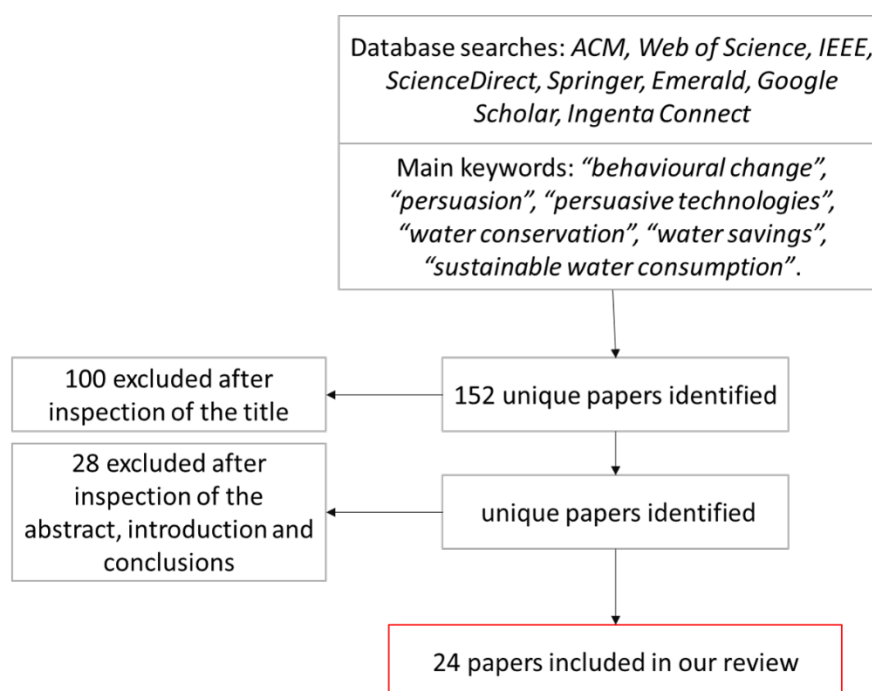 Database searches: ACM, Web of Science, IEEE,
ScienceDirect, Springer, Emerald, Google
Scholar, Ingenta Connect
Main keywords: “behavioural change”,
“persuasion”, “persuasive technologies”,
“water conservation”, “water savings”,
“sustainable water consumption”.
100 excluded after
inspection of the title
152 unique papers identified
28 excluded after
inspection of the
abstract, introduction and
conclusions
unique papers identified
24 papers included in our review